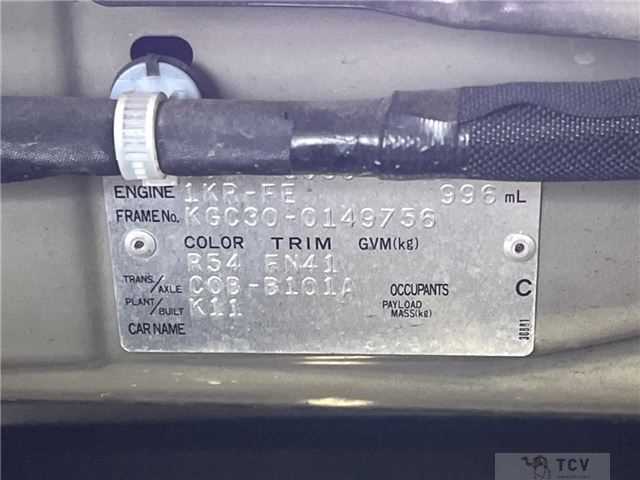 ENGINE 1KR-FE 996 mL
FRAME No. KGC30-0149756
COLOR TRIM GVM(kg)
R54 FN41
TRANS/AXLE C0B-B101A OCCUPANTS C
PLANT/BUILT K11 PAYLOAD MASS(kg)
CAR NAME
30881
TCV